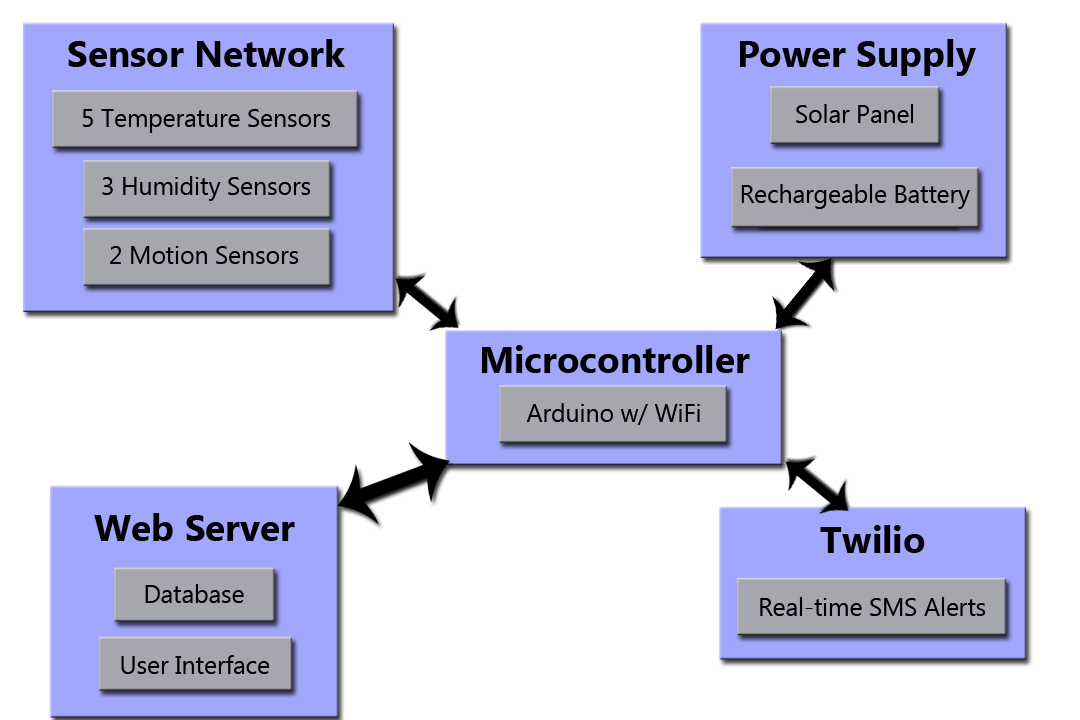 Sensor Network
5 Temperature Sensors
3 Humidity Sensors
2 Motion Sensors
Power Supply
Solar Panel
Rechargeable Battery
Microcontroller
Arduino w/ WiFi
Web Server
Database
User Interface
Twilio
Real-time SMS Alerts